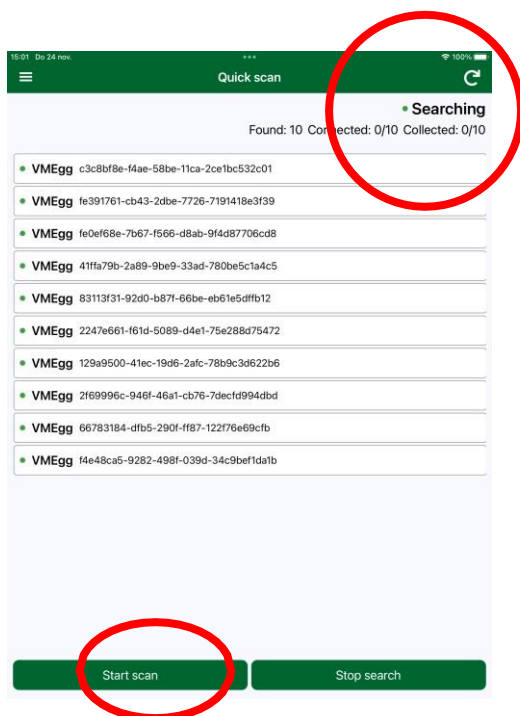 15:01 Do 24 nov. ••• 100%
Quick scan
• Searching
Found: 10 Connected: 0/10 Collected: 0/10
• VMEgg c3c8bf8e-f4ae-58be-11ca-2ce1bc532c01
• VMEgg fe391761-cb43-2dbe-7726-7191418e3f39
• VMEgg fe0ef68e-7b67-f566-d8ab-9f4d87706cd8
• VMEgg 41ffa79b-2a89-9be9-33ad-780be5c1a4c5
• VMEgg 83113f31-92d0-b87f-66be-eb61e5dffb12
• VMEgg 2247e661-f61d-5089-d4e1-75e288d75472
• VMEgg 129a9500-41ec-19d6-2afc-78b9c3d622b6
• VMEgg 2f69996c-946f-46a1-cb76-7decfd994dbd
• VMEgg 66783184-dfb5-290f-ff87-122f76e69cfb
• VMEgg f4e48ca5-9282-498f-039d-34c9bef1da1b
Start scan Stop search